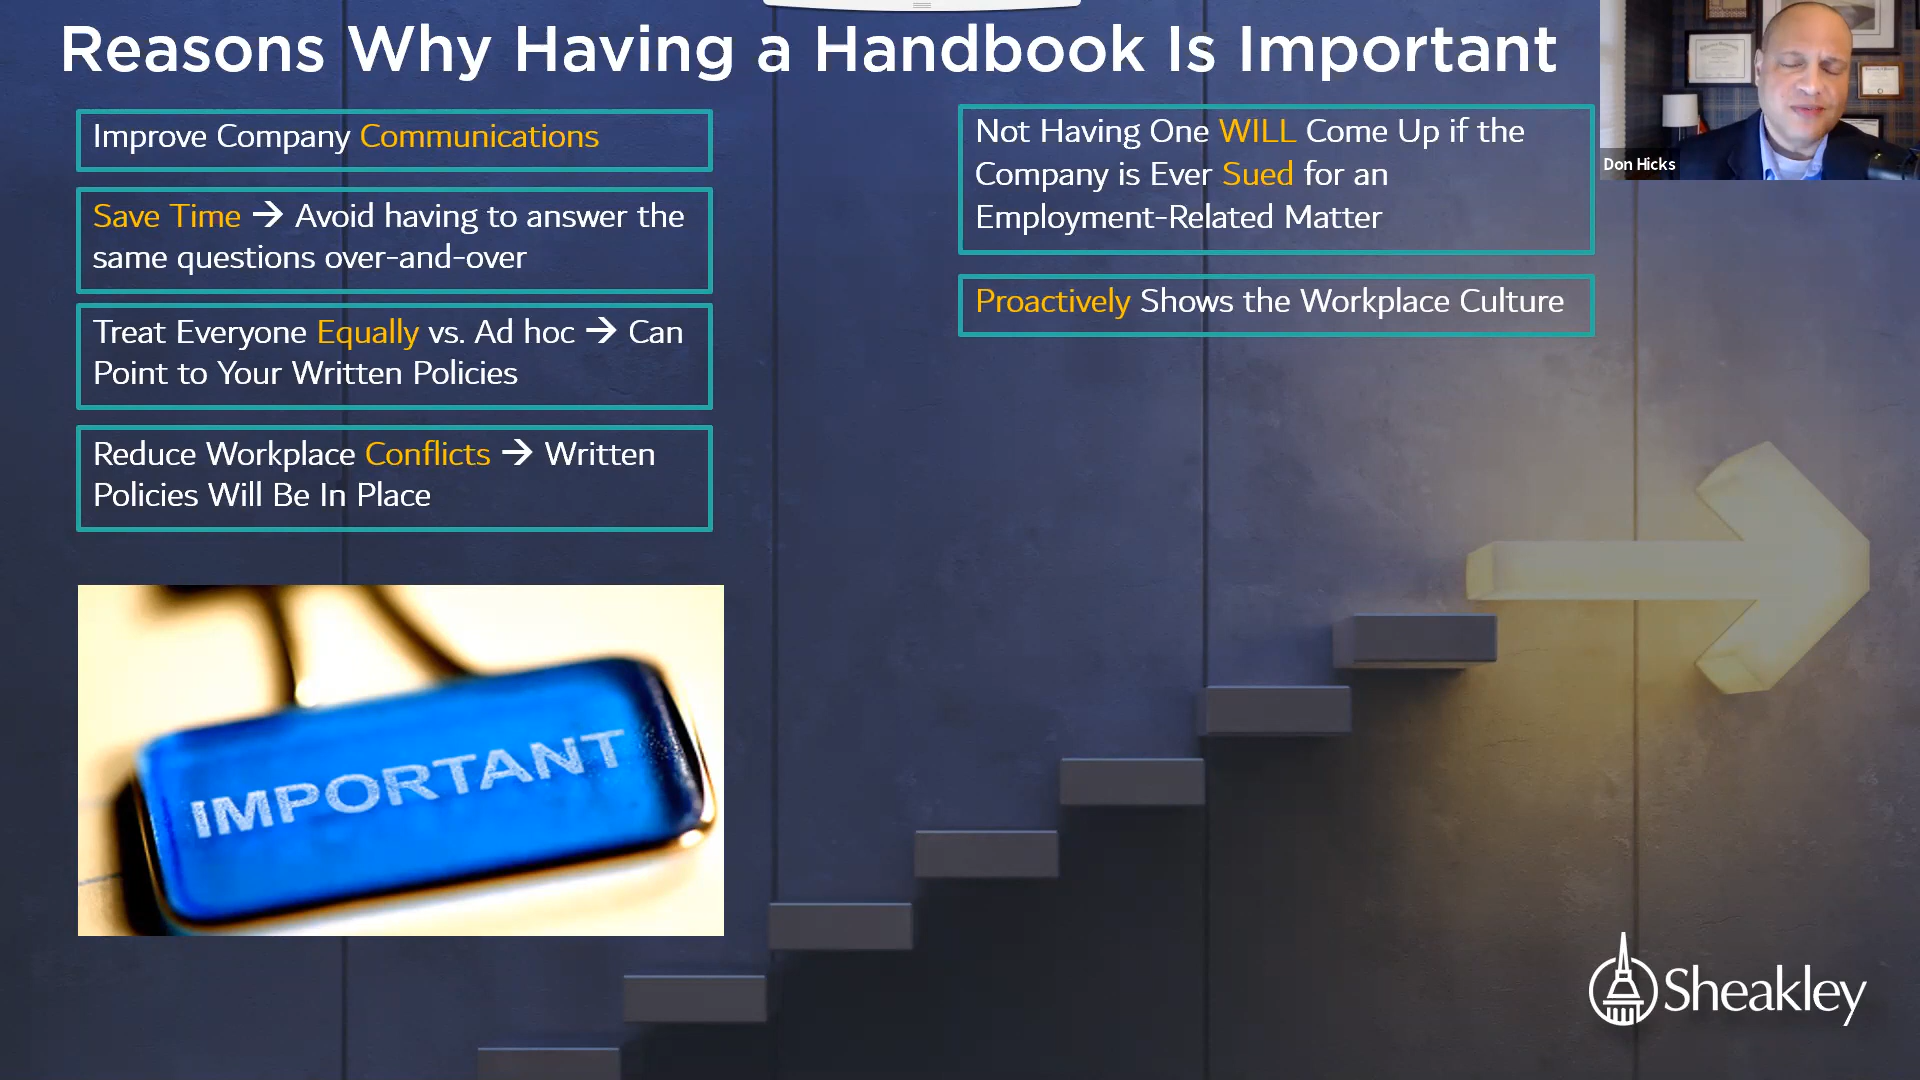 Reasons Why Having a Handbook Is Important
Improve Company Communications
Save Time → Avoid having to answer the
same questions over-and-over
Treat Everyone Equally vs. Ad hoc → Can
Point to Your Written Policies
Reduce Workplace Conflicts → Written
Policies Will Be In Place
Not Having One WILL Come Up if the
Company is Ever Sued for an
Employment-Related Matter
Proactively Shows the Workplace Culture
Don Hicks
IMPORTANT
Sheakley